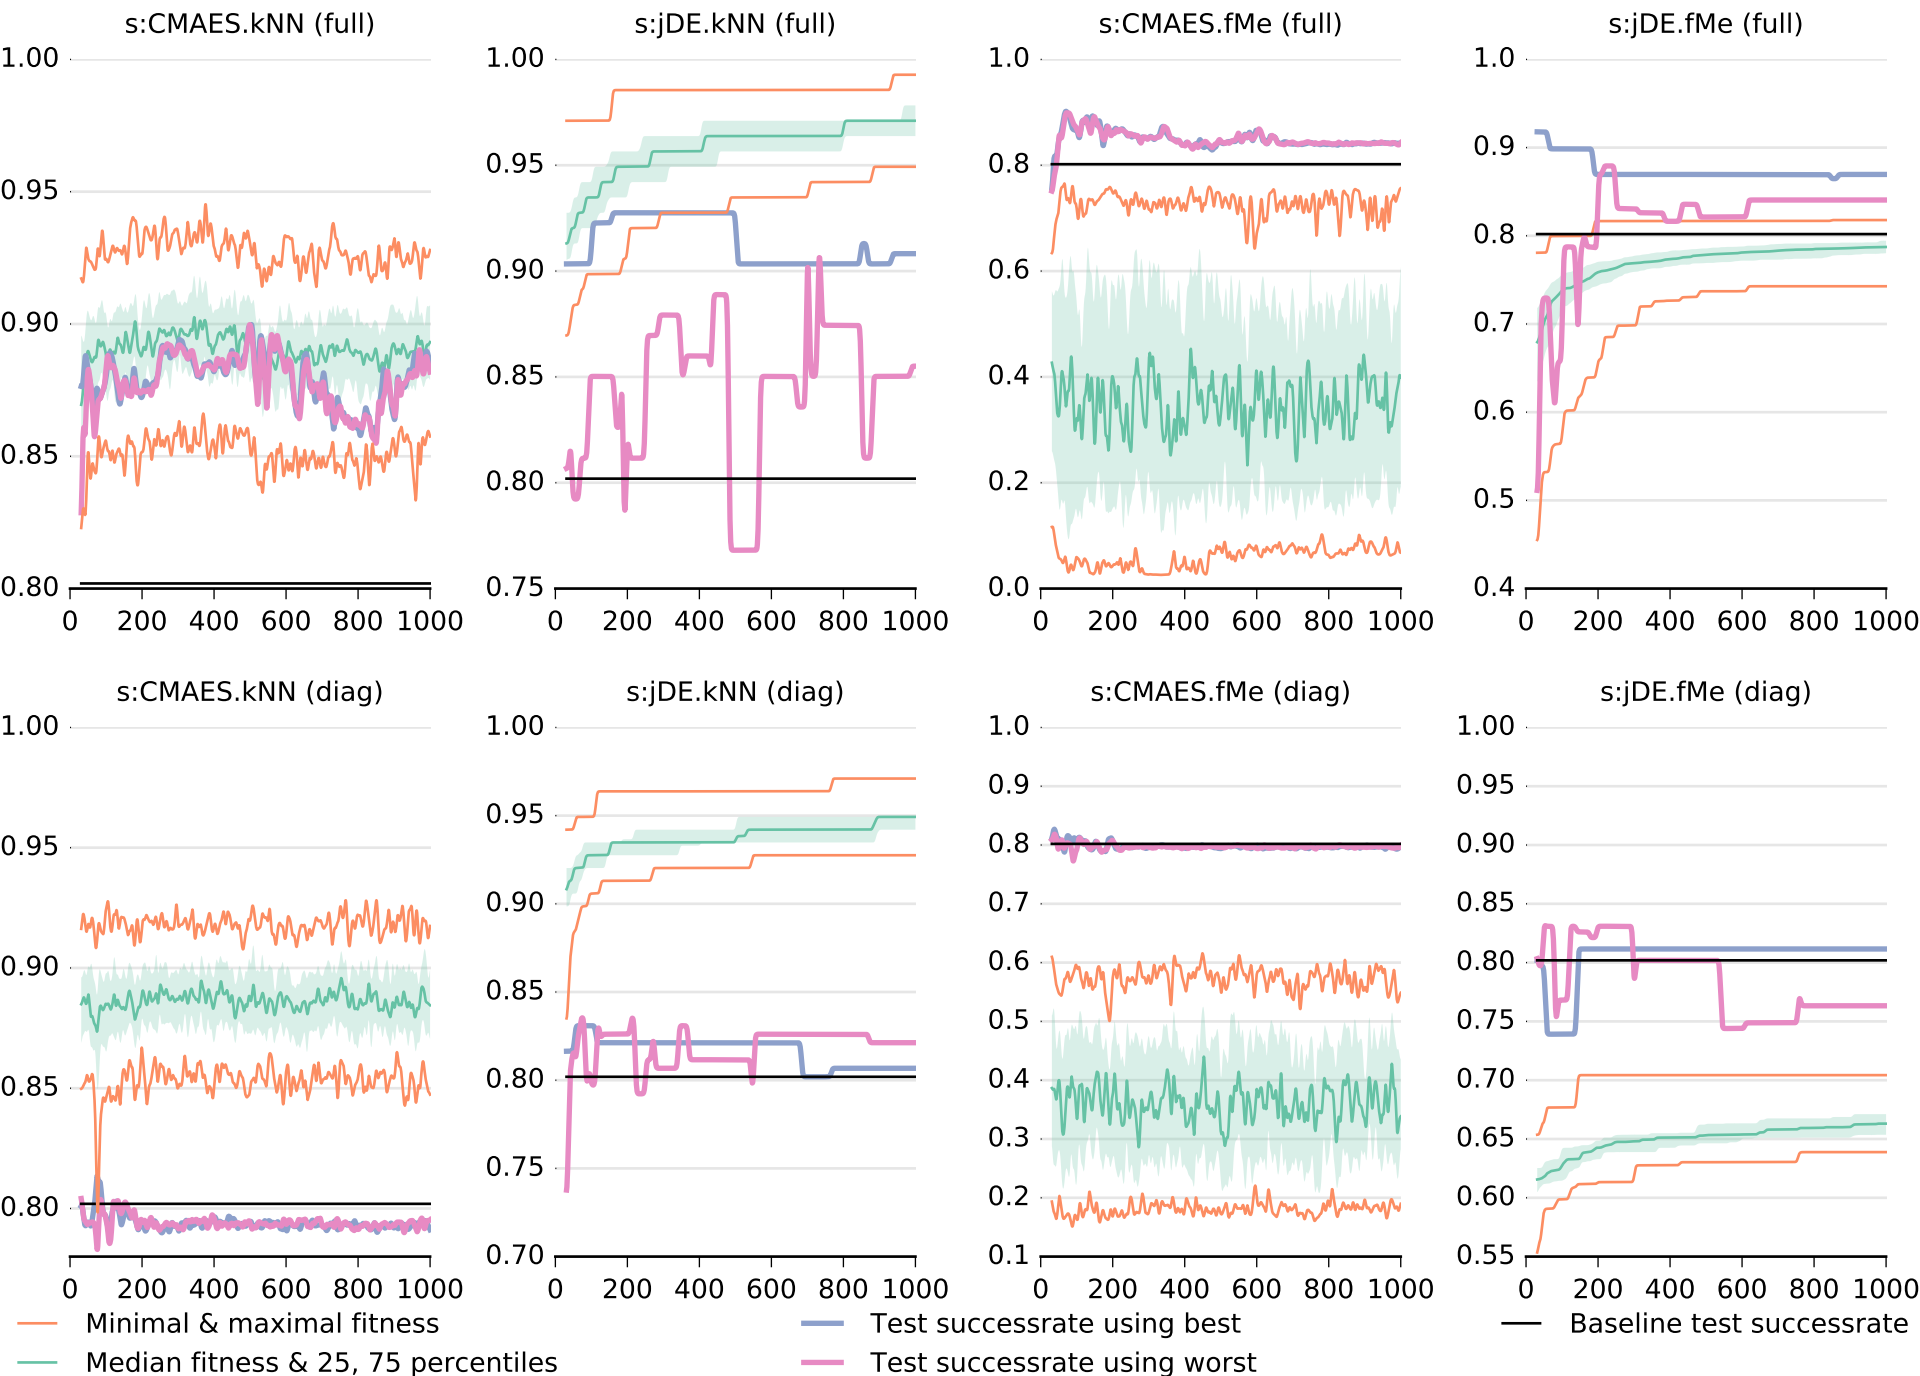 s:CMAES.kNN (full) s:jDE.kNN (full) s:CMAES.fMe (full) s:jDE.fMe (full)
1.00 1.00 1.0 1.0
0.95 0.95 0.8 0.9
0.90 0.90 0.6 0.8
0.85 0.85 0.4 0.7
0.80 0.80 0.2 0.6
0.75 0.0 0.5
0.4
0 200 400 600 800 1000 0 200 400 600 800 1000 0 200 400 600 800 1000 0 200 400 600 800 1000
s:CMAES.kNN (diag) s:jDE.kNN (diag) s:CMAES.fMe (diag) s:jDE.fMe (diag)
1.00 1.00 1.0 1.00
0.95 0.95 0.9 0.95
0.90 0.90 0.8 0.90
0.85 0.85 0.7 0.85
0.80 0.80 0.6 0.80
0.75 0.5 0.75
0.70 0.4 0.70
0.3 0.65
0.2 0.60
0.1 0.55
0 200 400 600 800 1000 0 200 400 600 800 1000 0 200 400 600 800 1000 0 200 400 600 800 1000
Minimal & maximal fitness Test successrate using best Baseline test successrate
Median fitness & 25, 75 percentiles Test successrate using worst